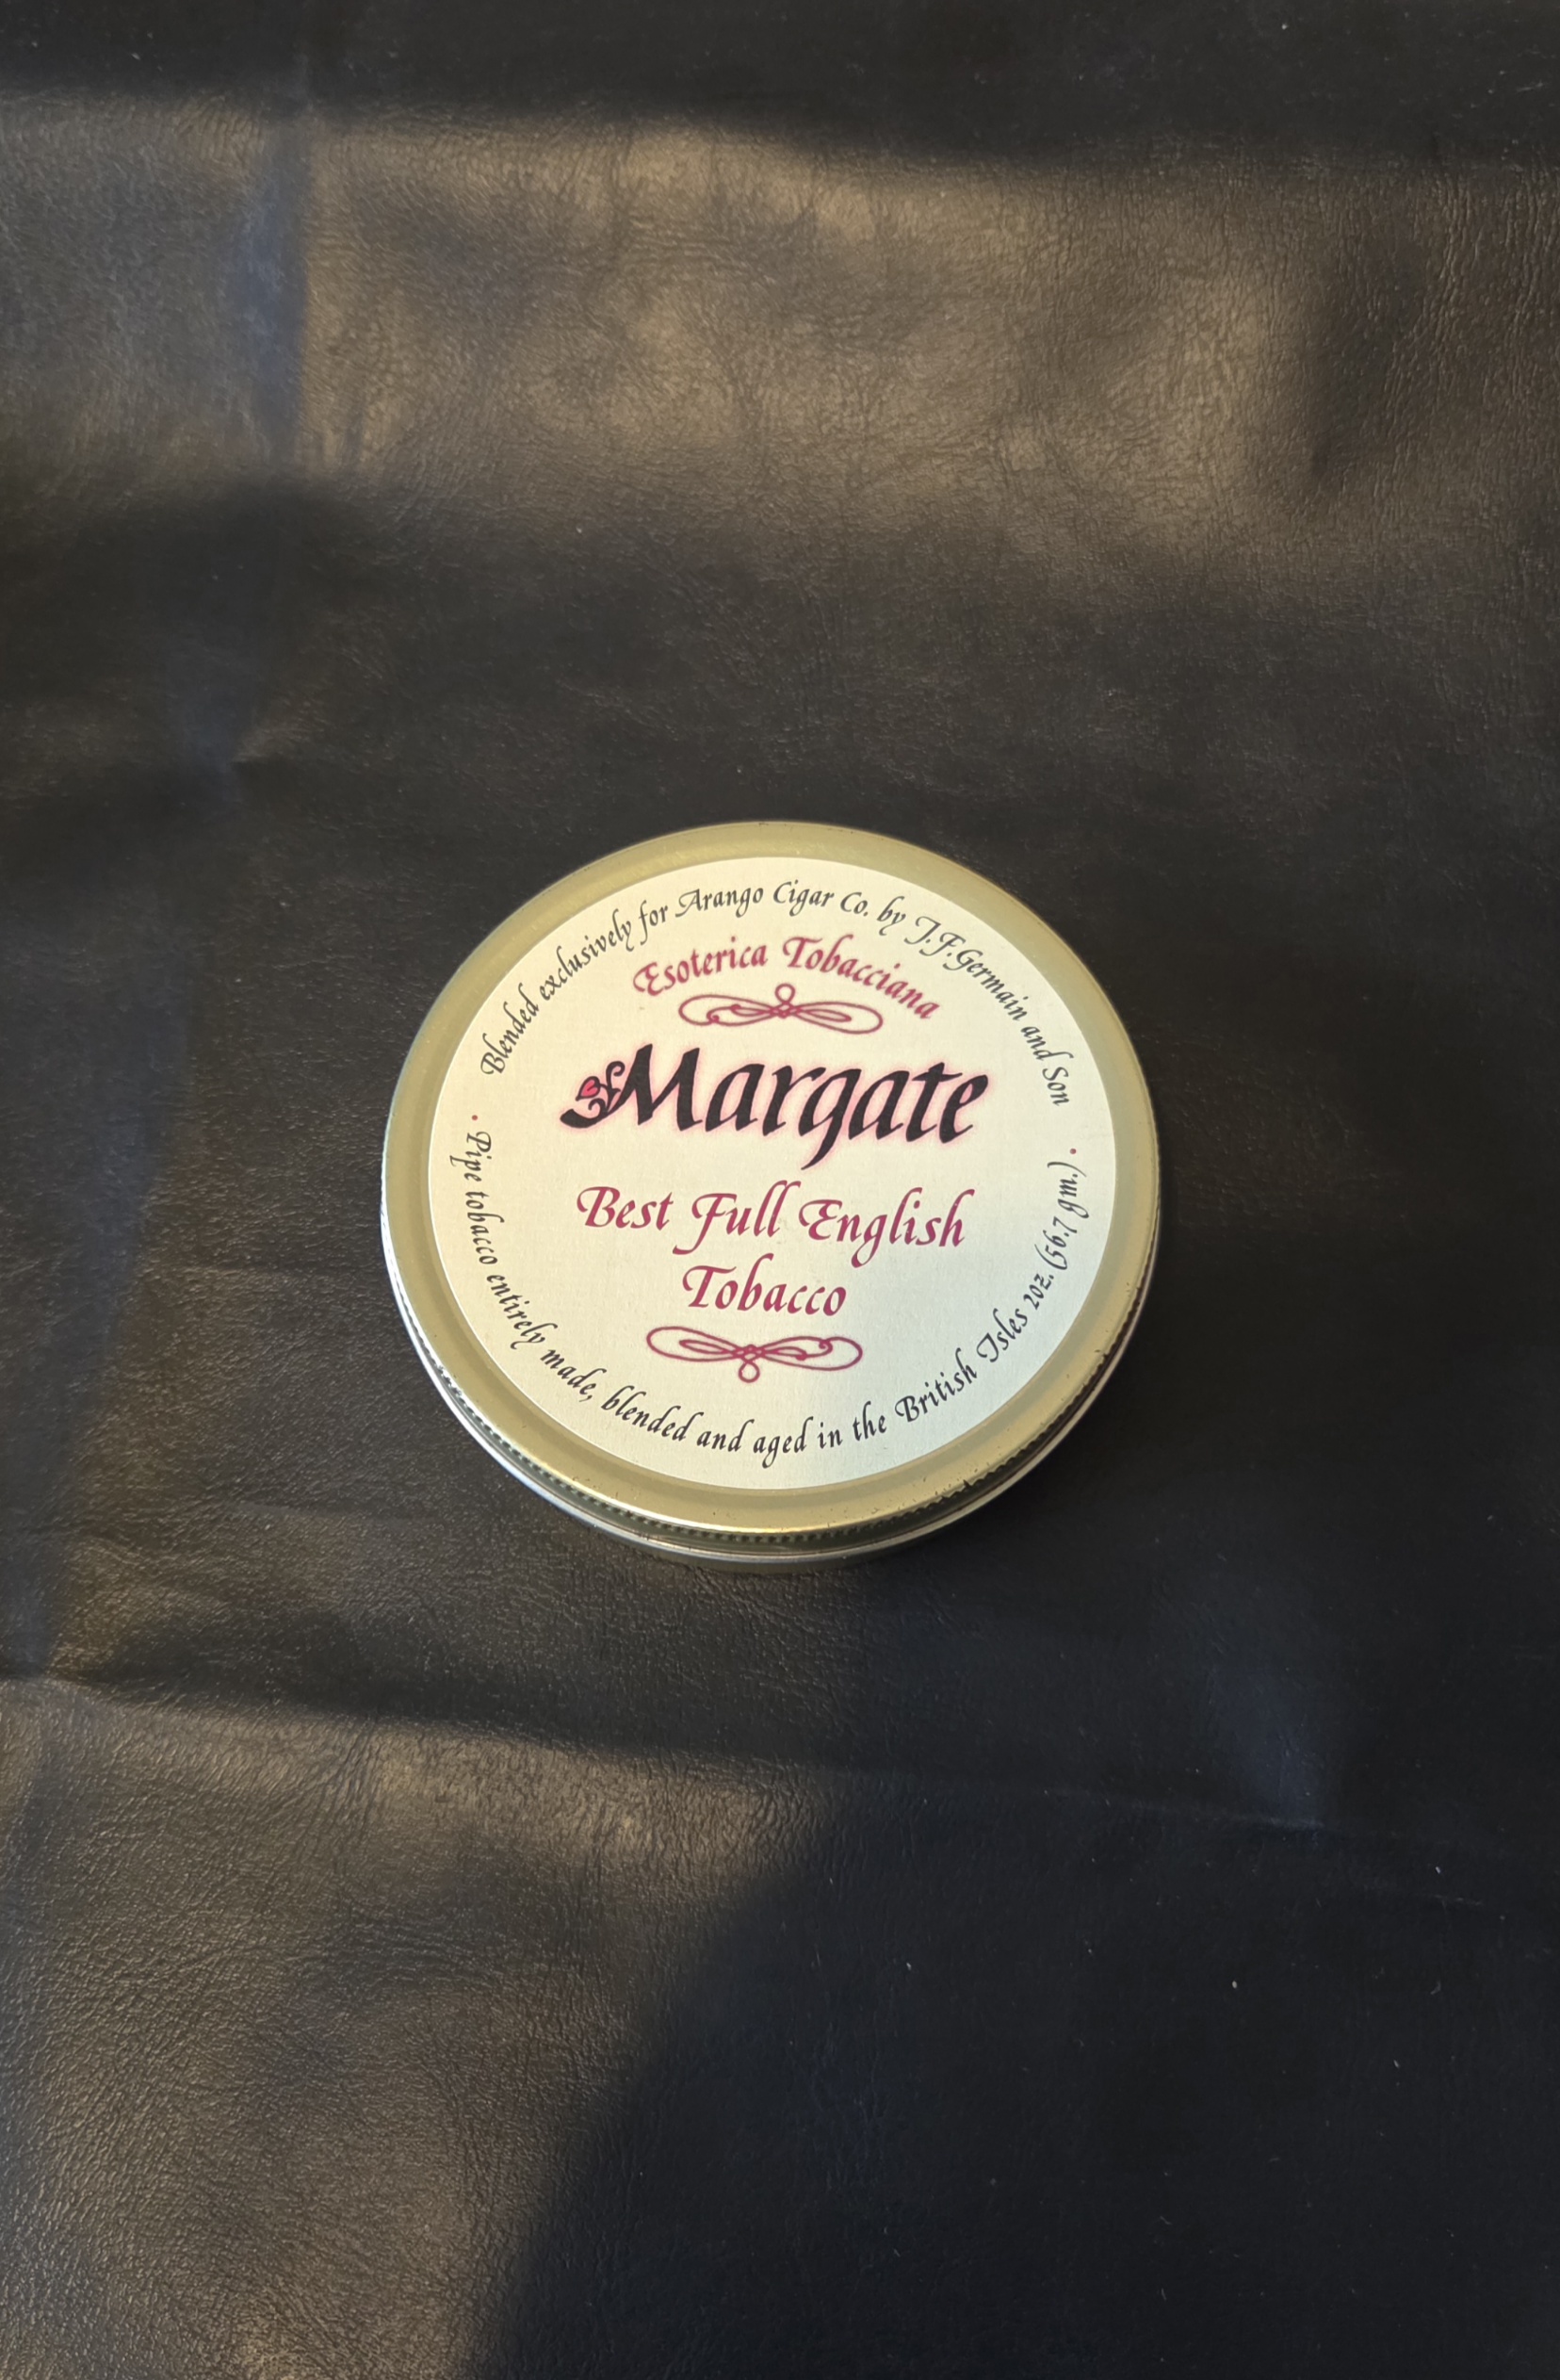 Blended exclusively for Arango Cigar Co. by J.F.Germain and Son
Esoterica Tobacciana
Margate
Best Full English
Tobacco
• Pipe tobacco entirely made, blended and aged in the British Isles 2oz. (56.7 gm.) •